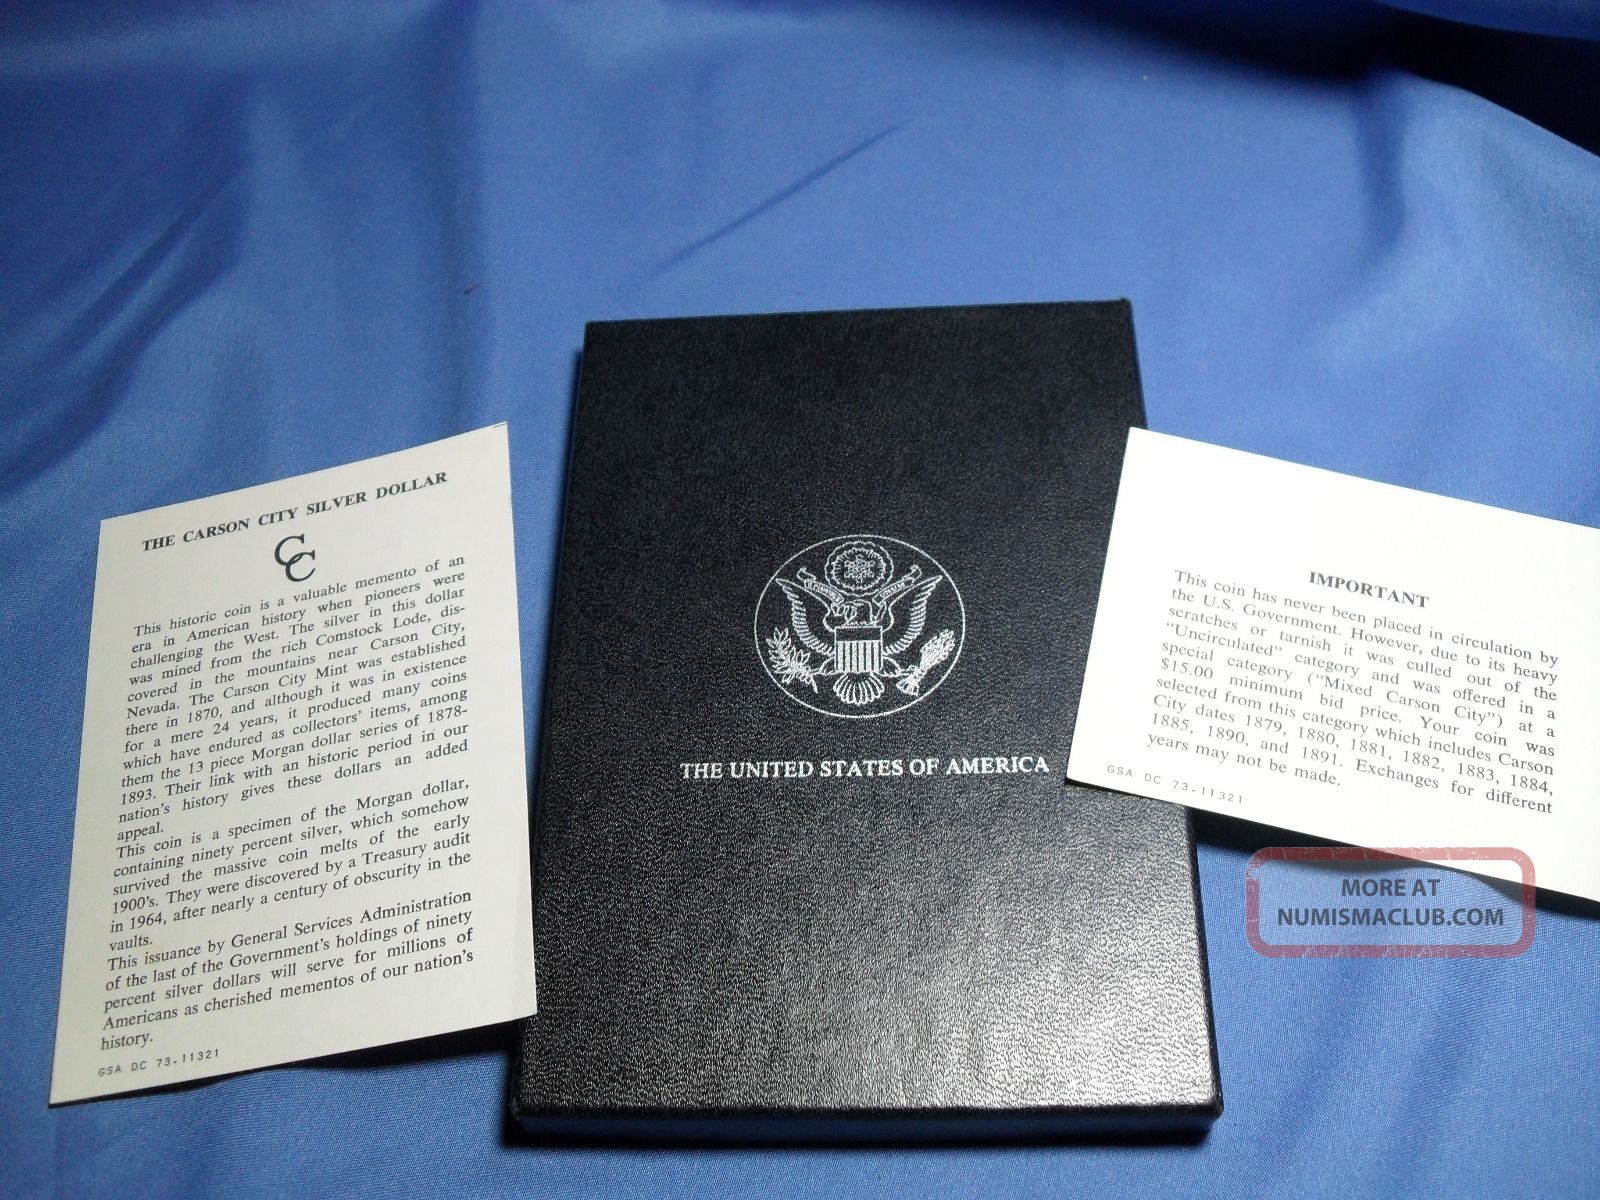 THE CARSON CITY SILVER DOLLAR
CC
This historic coin is a valuable memento of an
era in American history when pioneers were
challenging the West. The silver in this dollar
was mined from the rich Comstock Lode, dis-
covered in the mountains near Carson City,
Nevada. The Carson City Mint was established
there in 1870, and although it was in existence
for a mere 24 years, it produced many coins
which have endured as collectors' items, among
them the 13 piece Morgan dollar series of 1878-
1893. Their link with an historic period in our
nation's history gives these dollars an added
appeal.
This coin is a specimen of the Morgan dollar,
containing ninety percent silver, which somehow
survived the massive coin melts of the early
1900's. They were discovered by a Treasury audit
in 1964, after nearly a century of obscurity in the
vaults.
This issuance by General Services Administration
of the last of the Government's holdings of ninety
percent silver dollars will serve for millions of
Americans as cherished mementos of our nation's
history.
GSA DC 73-11321
THE UNITED STATES OF AMERICA
IMPORTANT
This coin has never been placed in circulation by
the U.S. Government. However, due to its heavy
scratches or tarnish it was culled out of the
"Uncirculated" category and was offered in a
special category ("Mixed Carson City") at a
$15.00 minimum bid price. Your coin was
selected from this category which includes Carson
City dates 1879, 1880, 1881, 1882, 1883, 1884,
1885, 1890, and 1891. Exchanges for different
years may not be made.
GSA DC 73-11321
MORE AT
NUMISMACLUB.COM